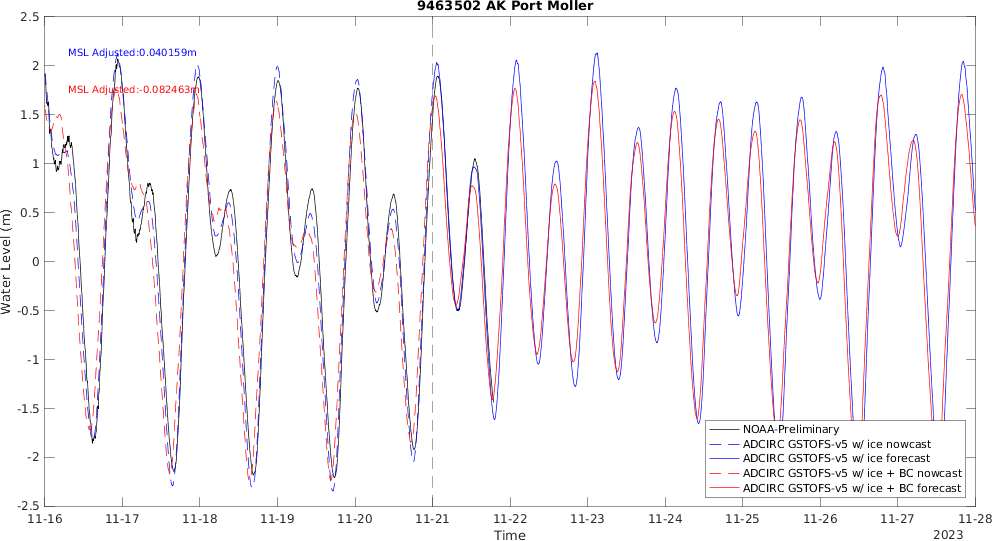 9463502 AK Port Moller
2.5
2
1.5
1
0.5
0
-0.5
-1
-1.5
-2
-2.5
Water Level (m)
MSL Adjusted:0.040159m
MSL Adjusted:-0.082463m
NOAA-Preliminary
ADCIRC GSTOFS-v5 w/ ice nowcast
ADCIRC GSTOFS-v5 w/ ice forecast
ADCIRC GSTOFS-v5 w/ ice + BC nowcast
ADCIRC GSTOFS-v5 w/ ice + BC forecast
11-16 11-17 11-18 11-19 11-20 11-21 11-22 11-23 11-24 11-25 11-26 11-27 11-28
Time
2023